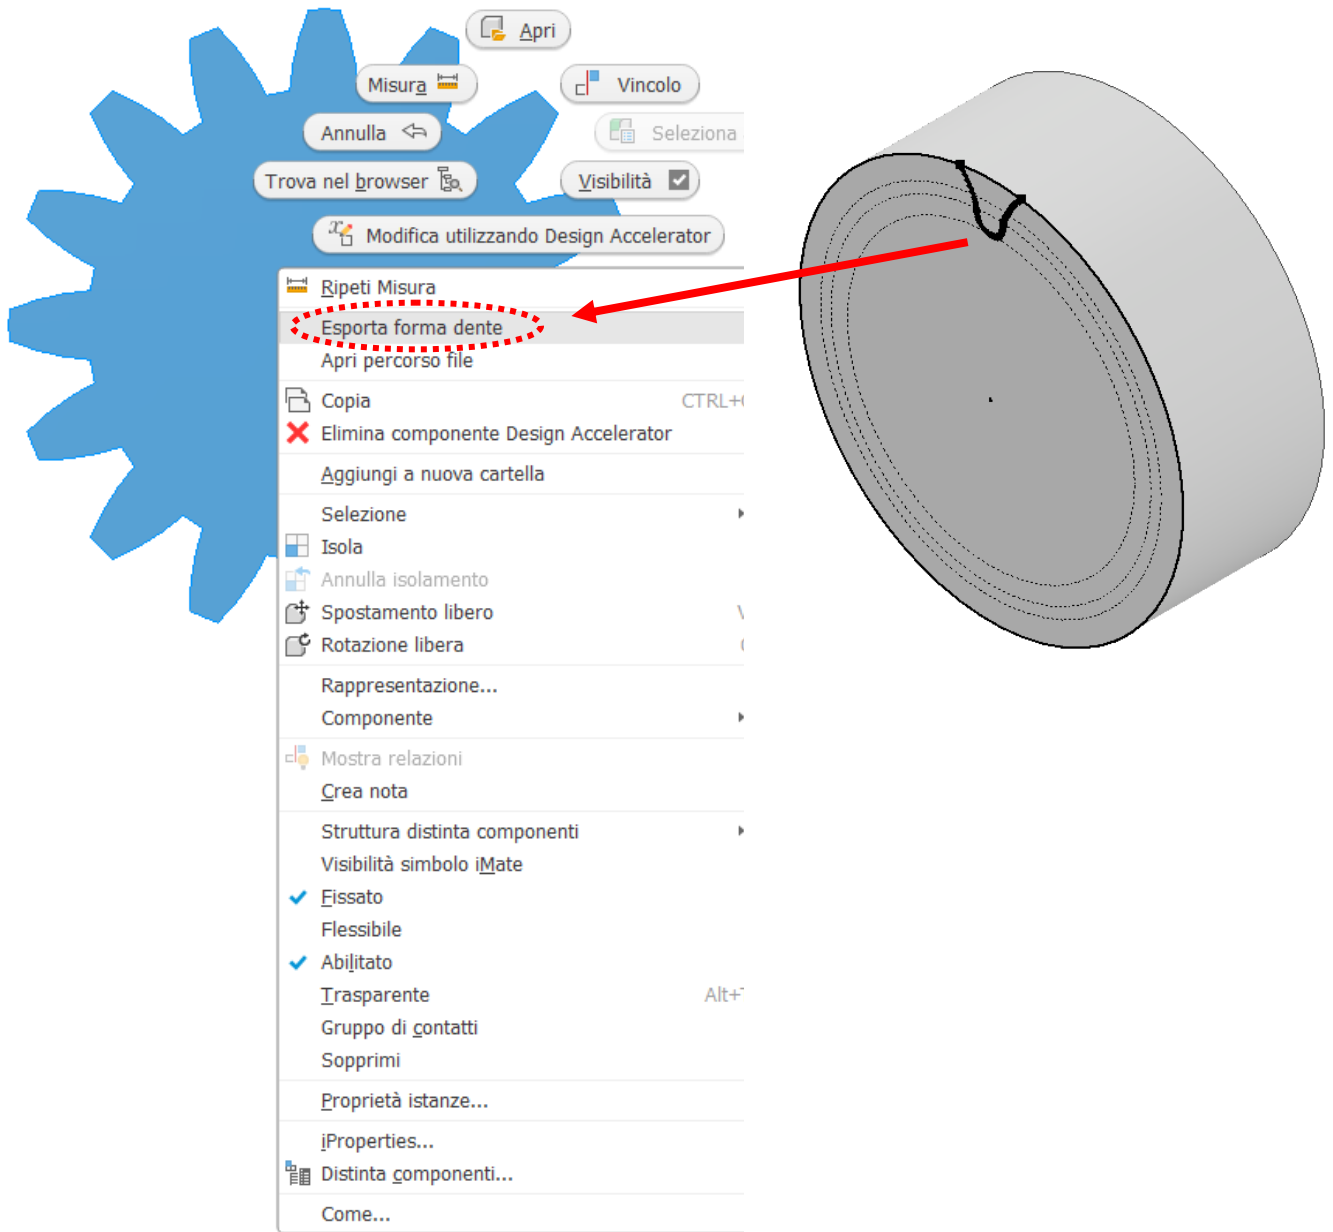 Apri
Misura
Vincolo
Annulla
Seleziona
Trova nel browser
Visibilità
Modifica utilizzando Design Accelerator
Ripeti Misura
Esporta forma dente
Apri percorso file
Copia CTRL+
Elimina componente Design Accelerator
Aggiungi a nuova cartella
Selezione
Isola
Annulla isolamento
Spostamento libero
Rotazione libera
Rappresentazione...
Componente
Mostra relazioni
Crea nota
Struttura distinta componenti
Visibilità simbolo iMate
Fissato
Flessibile
Abilitato
Trasparente Alt+
Gruppo di contatti
Sopprimi
Proprietà istanze...
iProperties...
Distinta componenti...
Come...